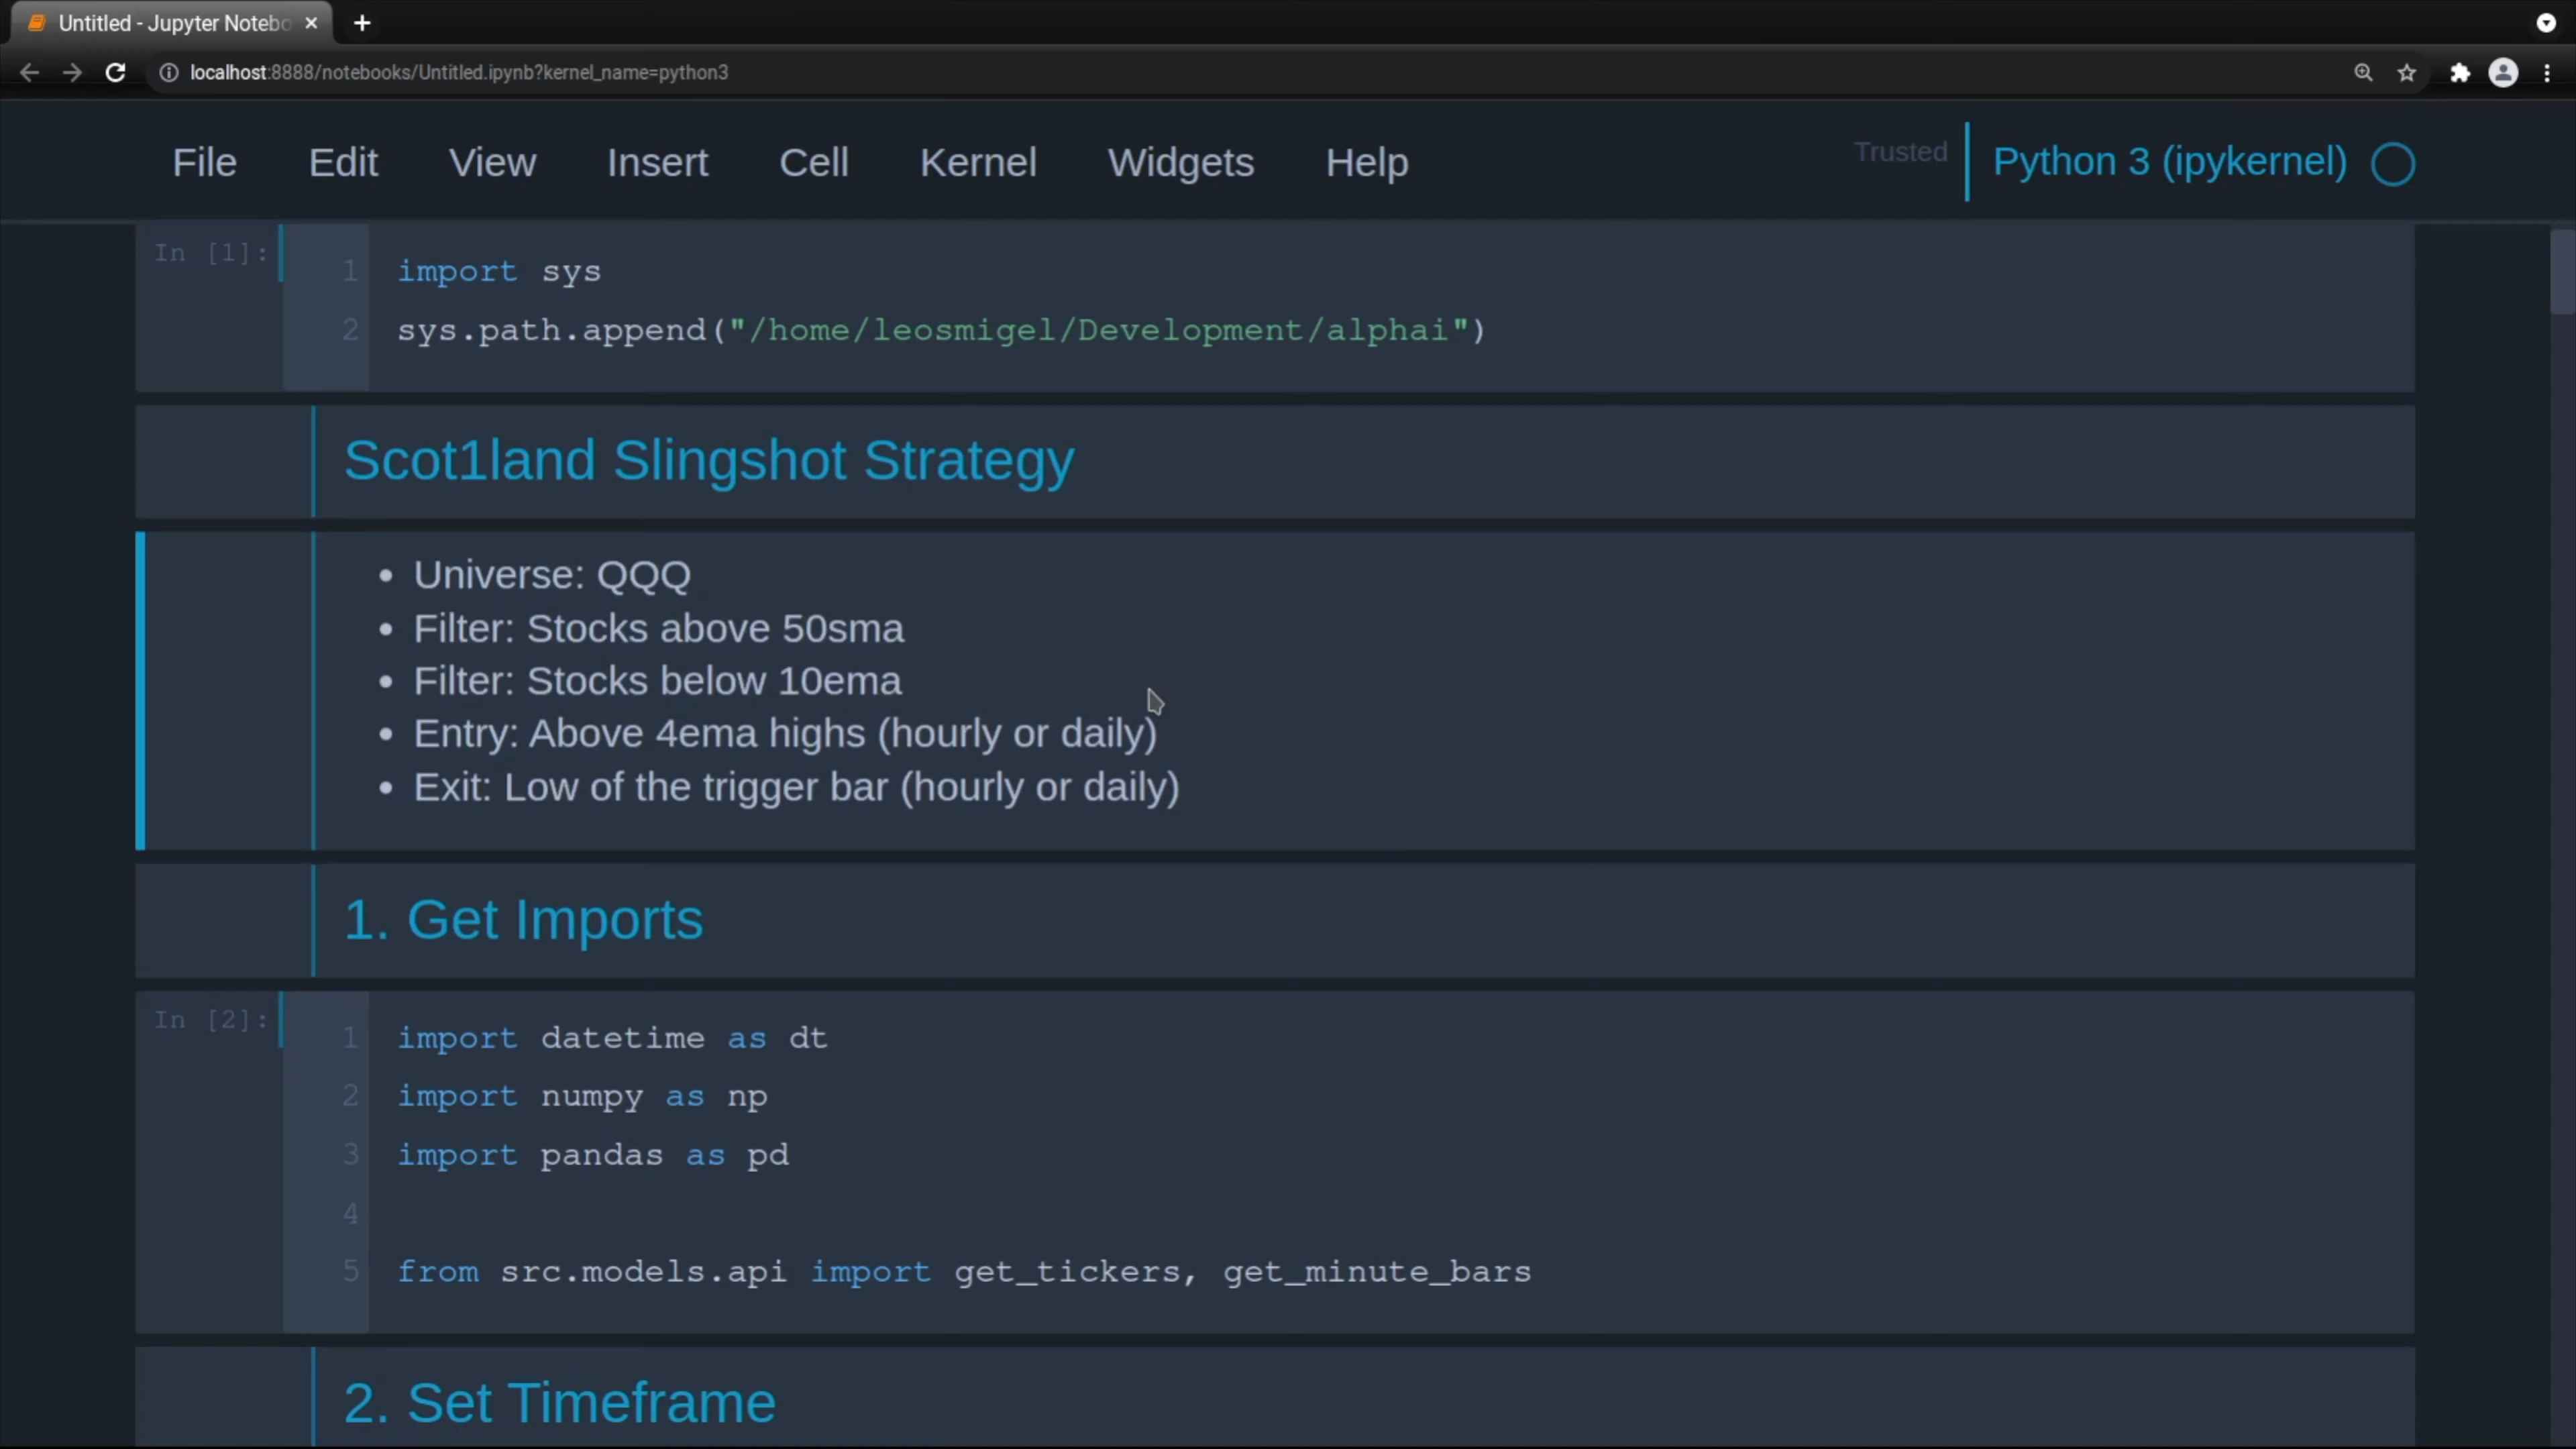 Untitled - Jupyter Notebo
localhost:8888/notebooks/Untitled.ipynb?kernel_name=python3
File Edit View Insert Cell Kernel Widgets Help Trusted Python 3 (ipykernel)
In [1]:
1 import sys
2 sys.path.append("/home/leosmigel/Development/alphai")
Scot1land Slingshot Strategy
• Universe: QQQ
• Filter: Stocks above 50sma
• Filter: Stocks below 10ema
• Entry: Above 4ema highs (hourly or daily)
• Exit: Low of the trigger bar (hourly or daily)
1. Get Imports
In [2]:
1 import datetime as dt
2 import numpy as np
3 import pandas as pd
4
5 from src.models.api import get_tickers, get_minute_bars
2. Set Timeframe